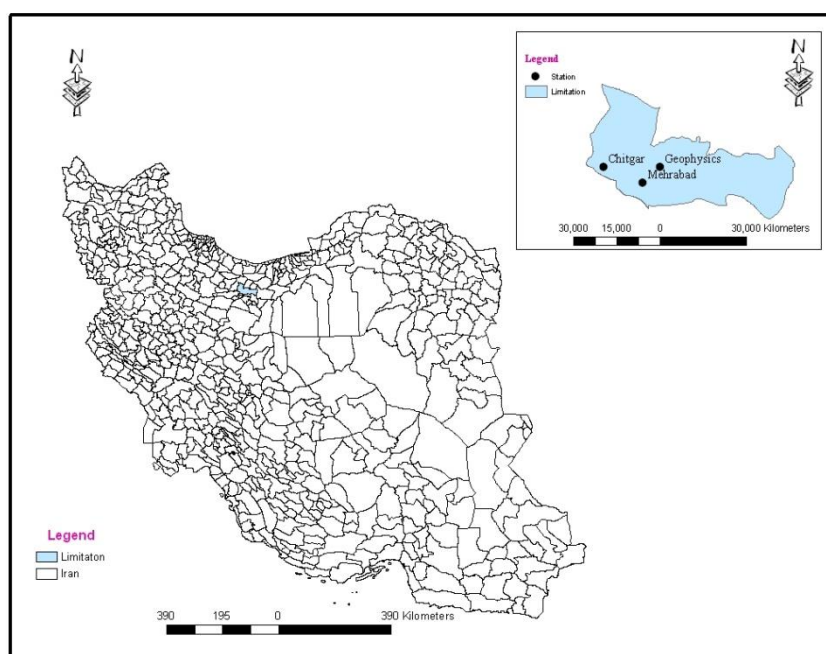 N
Legend
Station
Limitation
N
Chitgar
Geophysics
Mehrabad
30,000 15,000 0 30,000 Kilometers
Legend
Limitaton
Iran
390 195 0 390 Kilometers